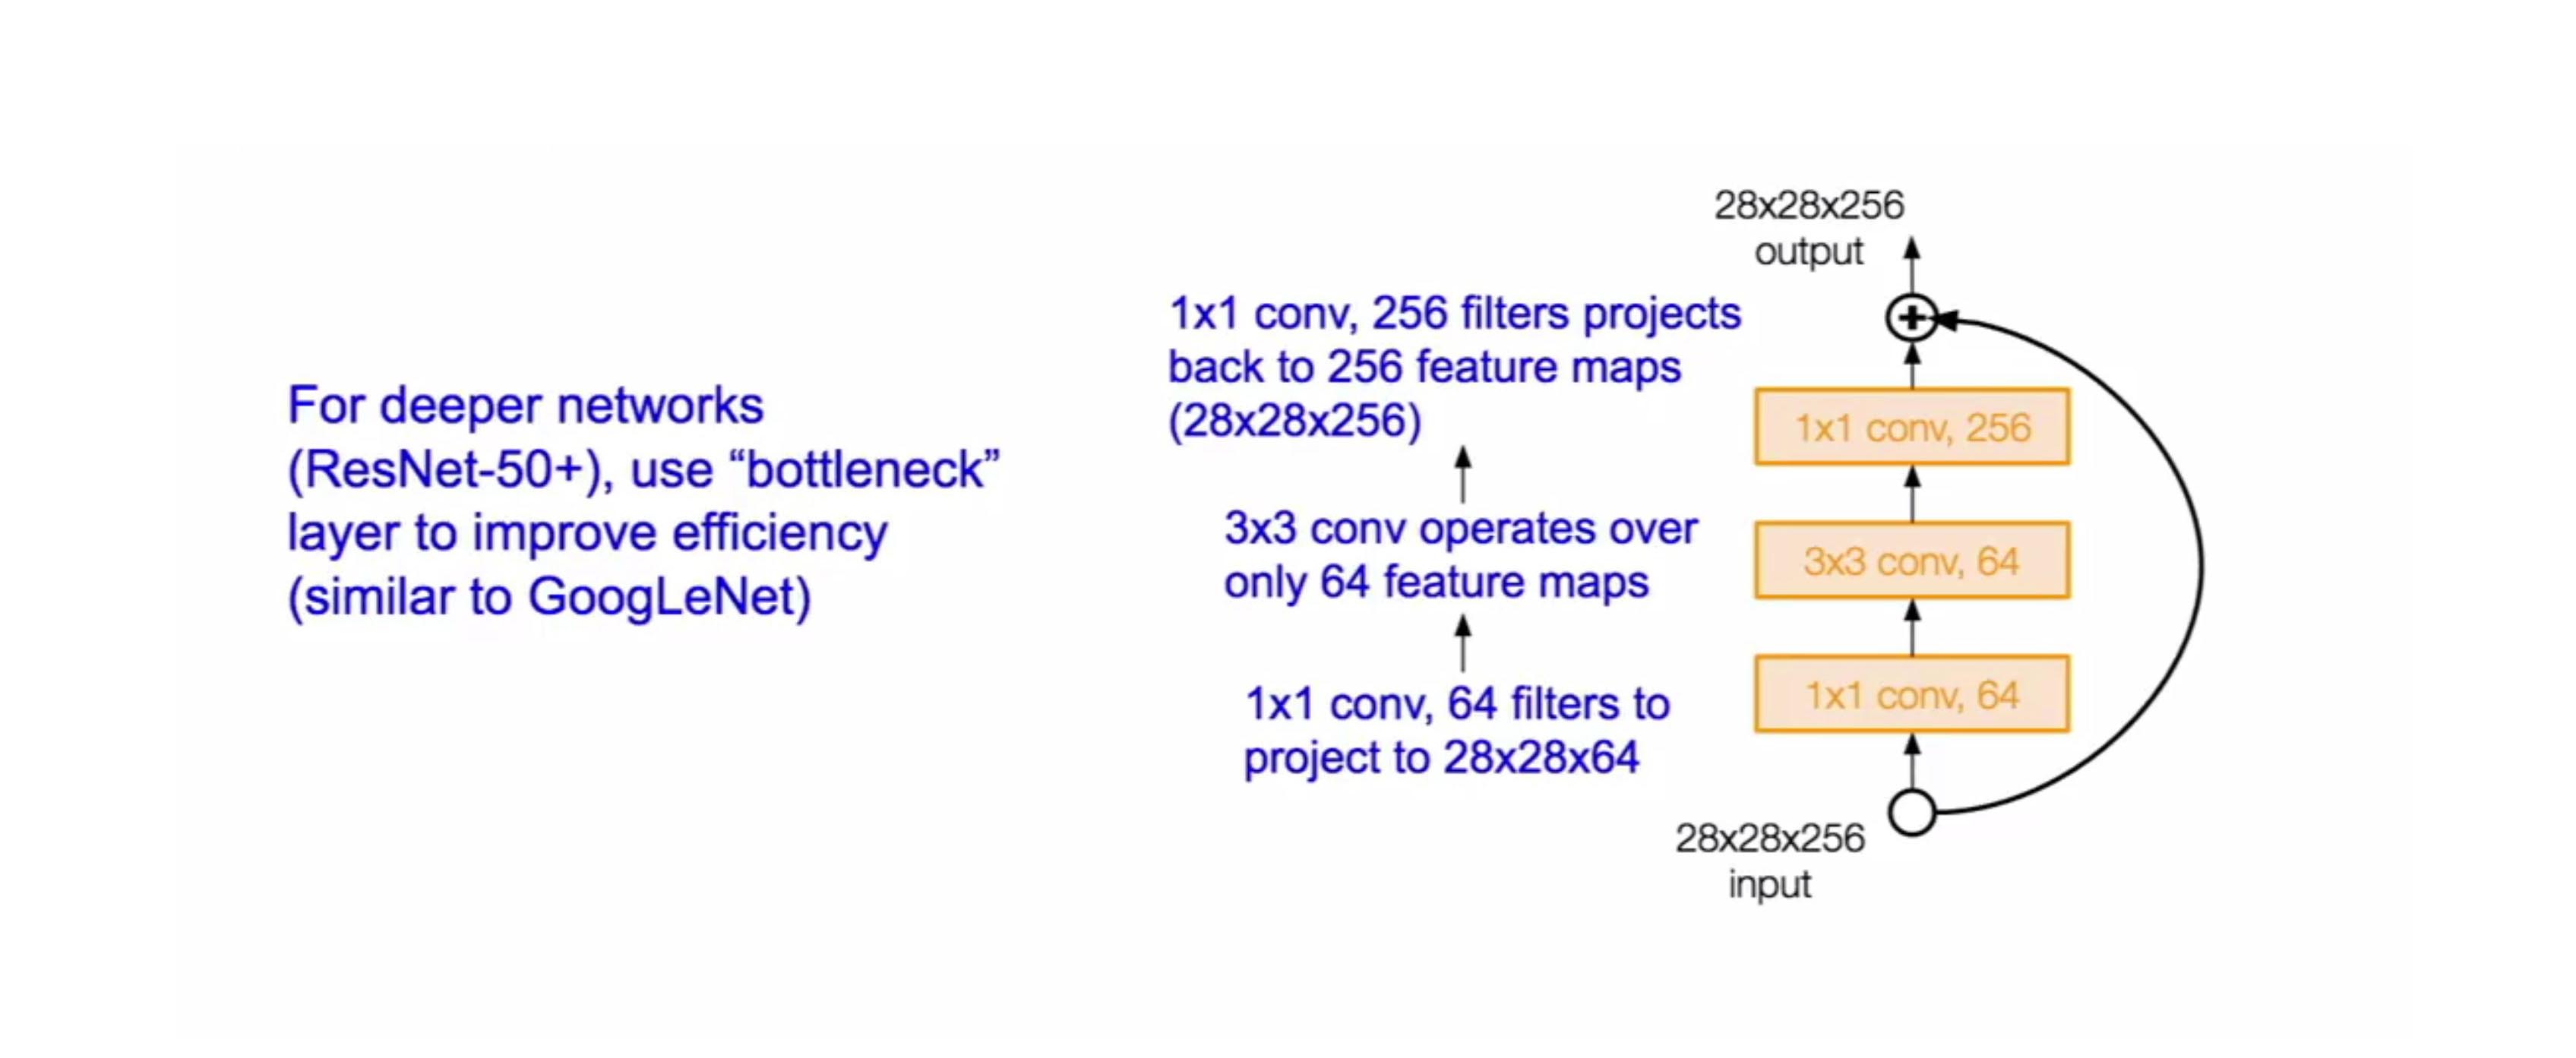 For deeper networks
(ResNet-50+), use “bottleneck”
layer to improve efficiency
(similar to GoogLeNet)
1x1 conv, 256 filters projects
back to 256 feature maps
(28x28x256)
3x3 conv operates over
only 64 feature maps
1x1 conv, 64 filters to
project to 28x28x64
28x28x256
output
1x1 conv, 256
3x3 conv, 64
1x1 conv, 64
28x28x256
input